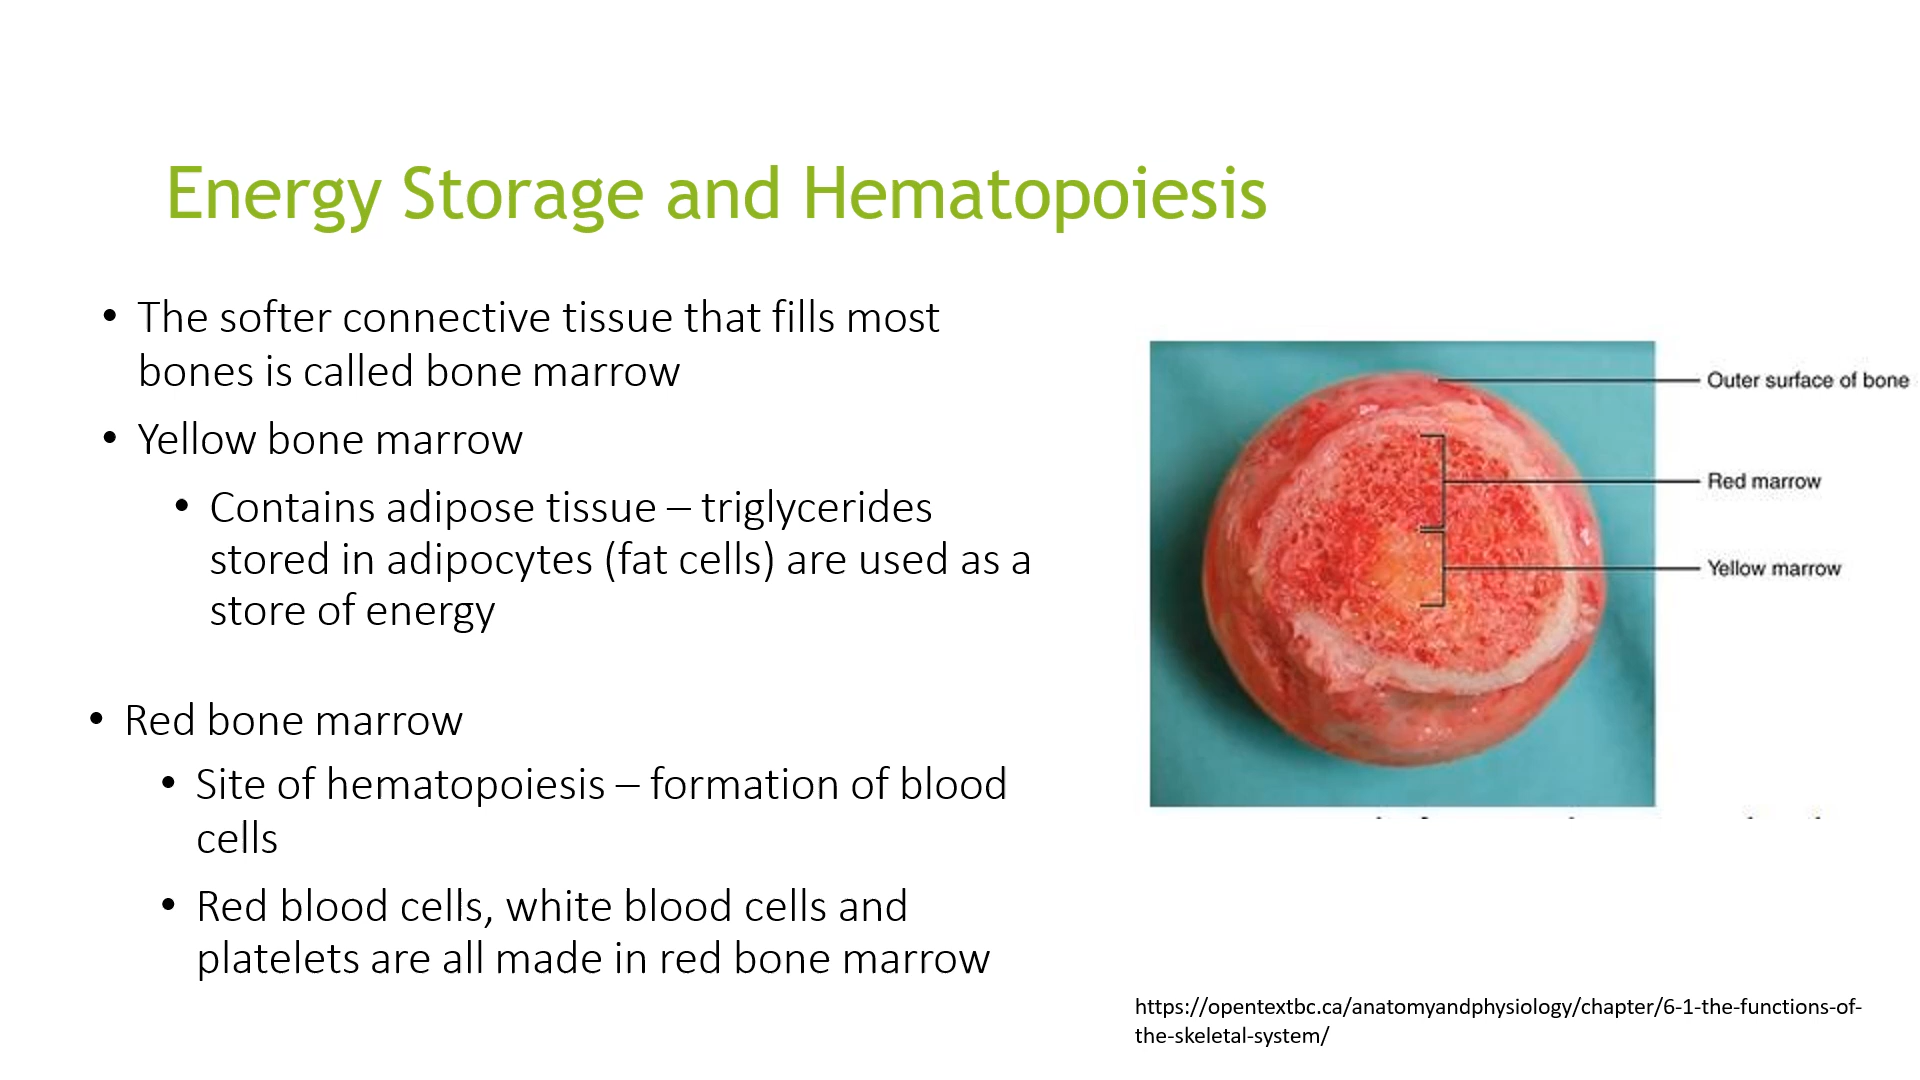 Energy Storage and Hematopoiesis
• The softer connective tissue that fills most
bones is called bone marrow
• Yellow bone marrow
• Contains adipose tissue – triglycerides
stored in adipocytes (fat cells) are used as a
store of energy
• Red bone marrow
• Site of hematopoiesis – formation of blood
cells
• Red blood cells, white blood cells and
platelets are all made in red bone marrow
Outer surface of bone
Red marrow
Yellow marrow
https://opentextbc.ca/anatomyandphysiology/chapter/6-1-the-functions-of-
the-skeletal-system/